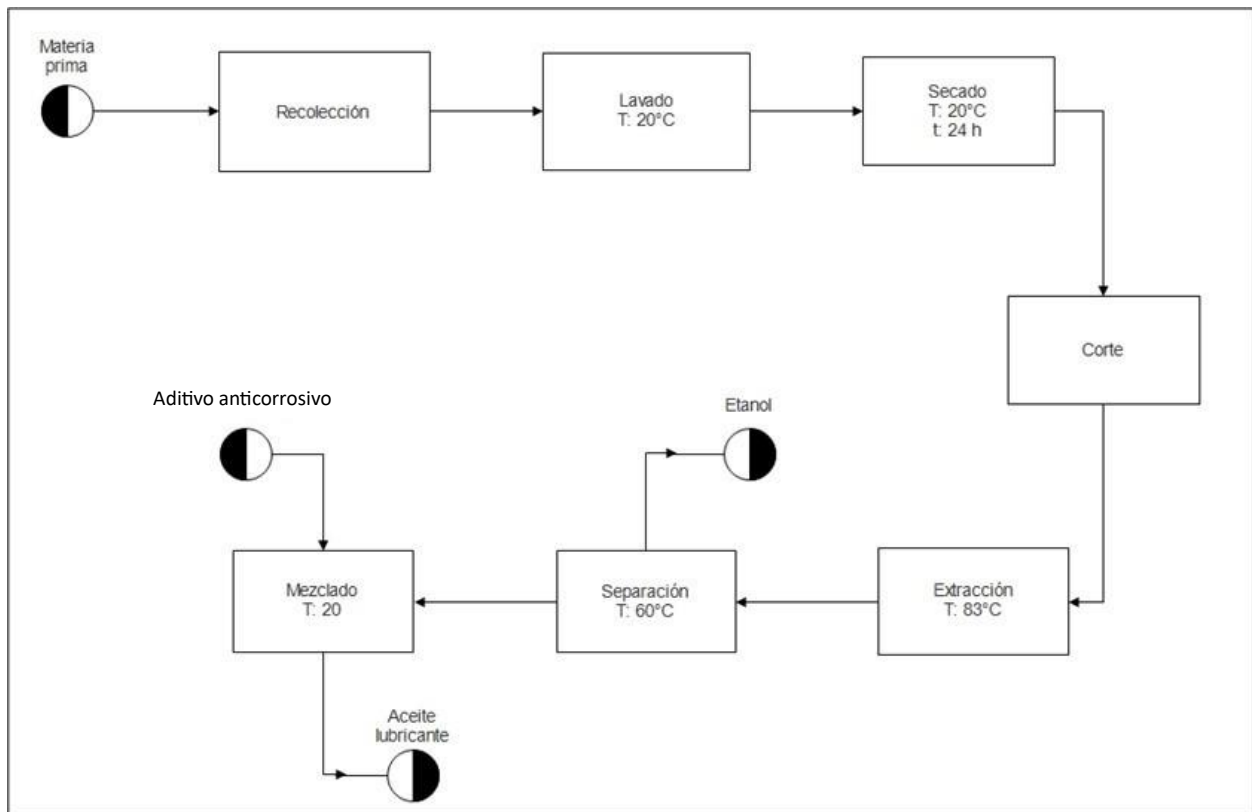 Materia
prima
Recolección
Lavado
T: 20°C
Secado
T: 20°C
t: 24 h
Corte
Aditivo anticorrosivo
Etanol
Mezclado
T: 20
Separación
T: 60°C
Extracción
T: 83°C
Aceite
lubricante